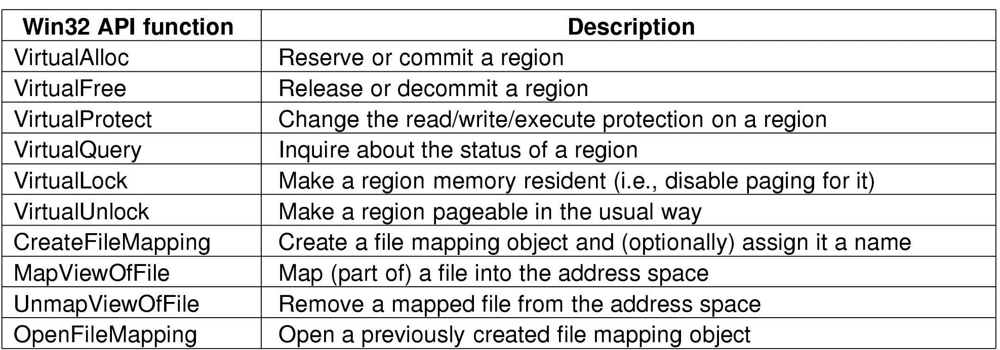 Win32 API function Description
VirtualAlloc Reserve or commit a region
VirtualFree Release or decommit a region
VirtualProtect Change the read/write/execute protection on a region
VirtualQuery Inquire about the status of a region
VirtualLock Make a region memory resident (i.e., disable paging for it)
VirtualUnlock Make a region pageable in the usual way
CreateFileMapping Create a file mapping object and (optionally) assign it a name
MapViewOfFile Map (part of) a file into the address space
UnmapViewOfFile Remove a mapped file from the address space
OpenFileMapping Open a previously created file mapping object